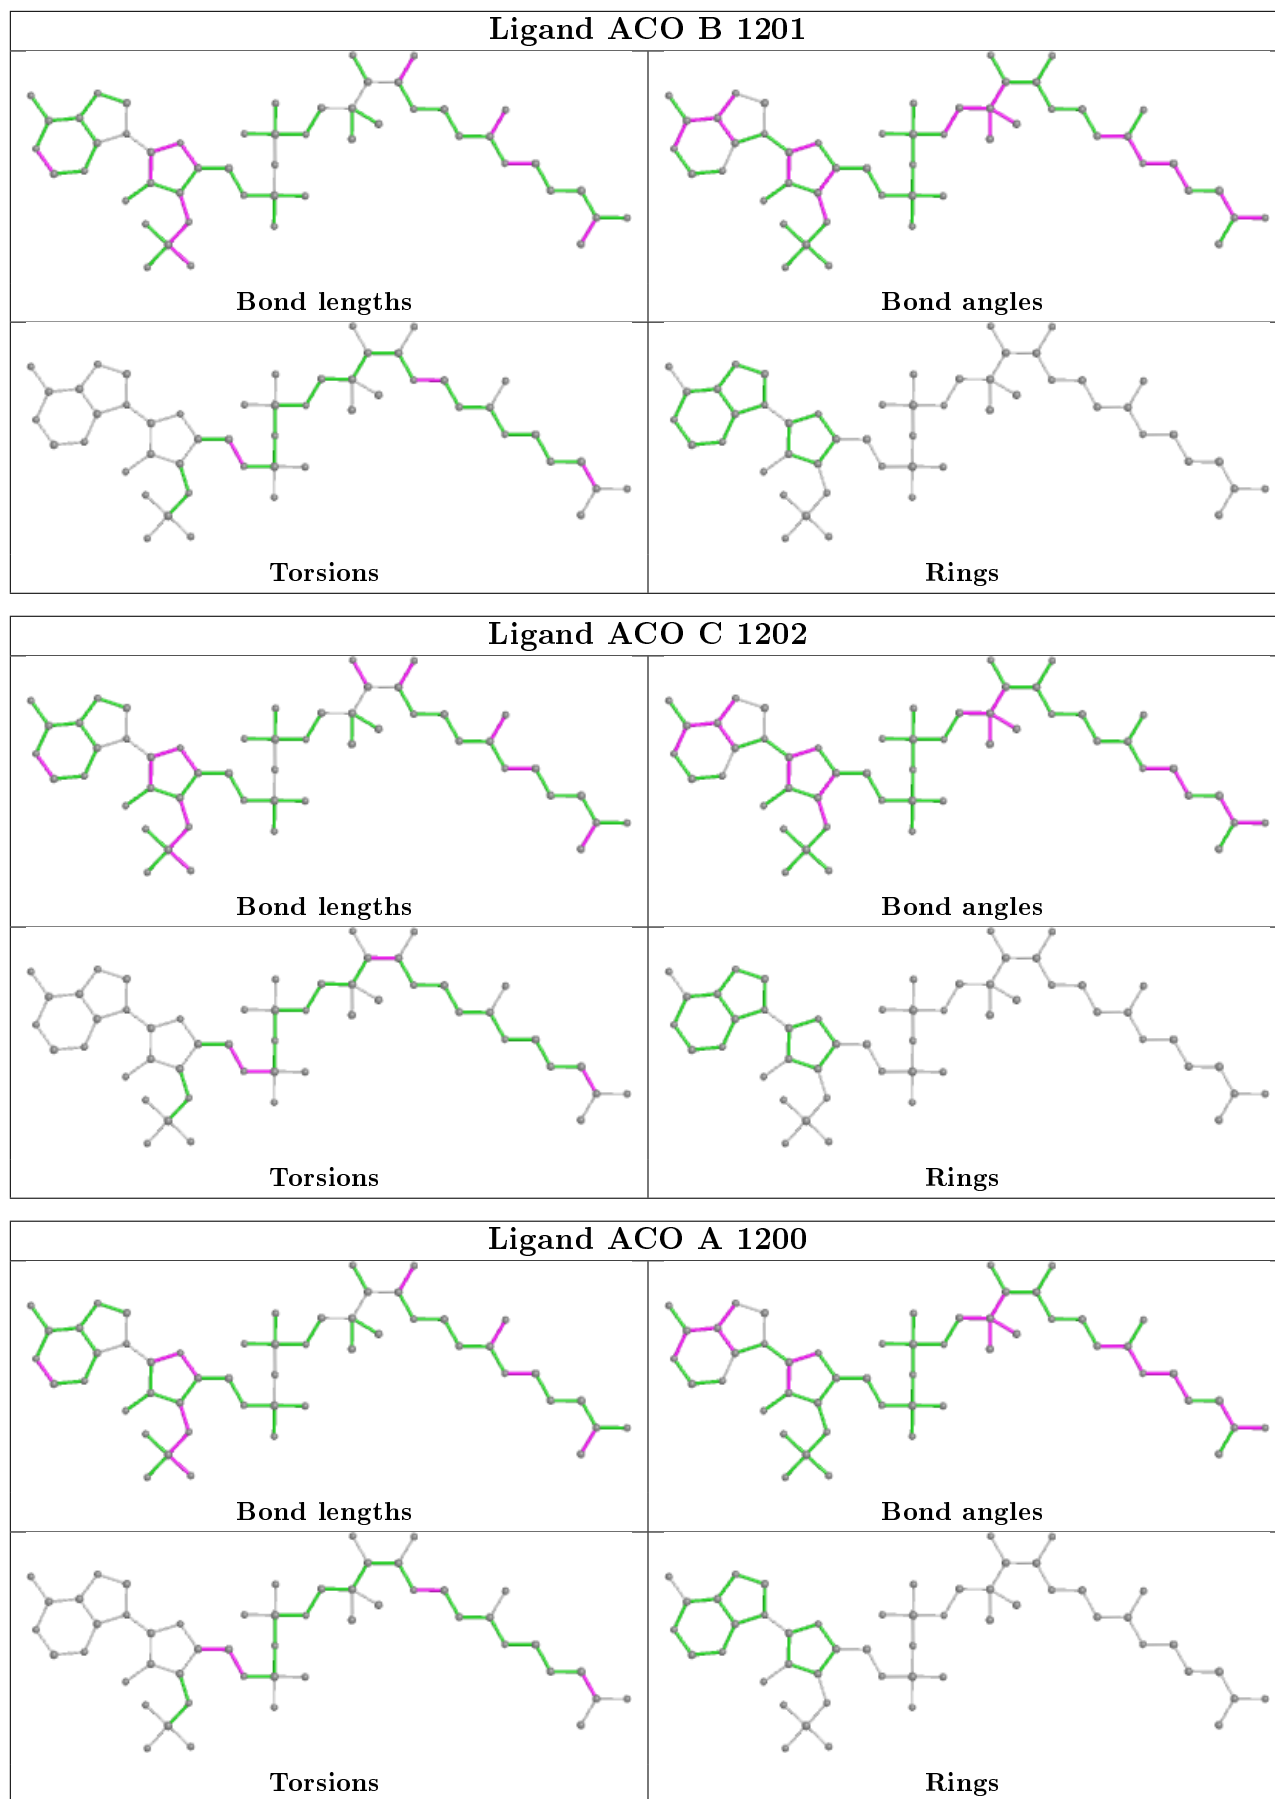 Ligand ACO B 1201
Bond lengths
Bond angles
Torsions
Rings
Ligand ACO C 1202
Bond lengths
Bond angles
Torsions
Rings
Ligand ACO A 1200
Bond lengths
Bond angles
Torsions
Rings